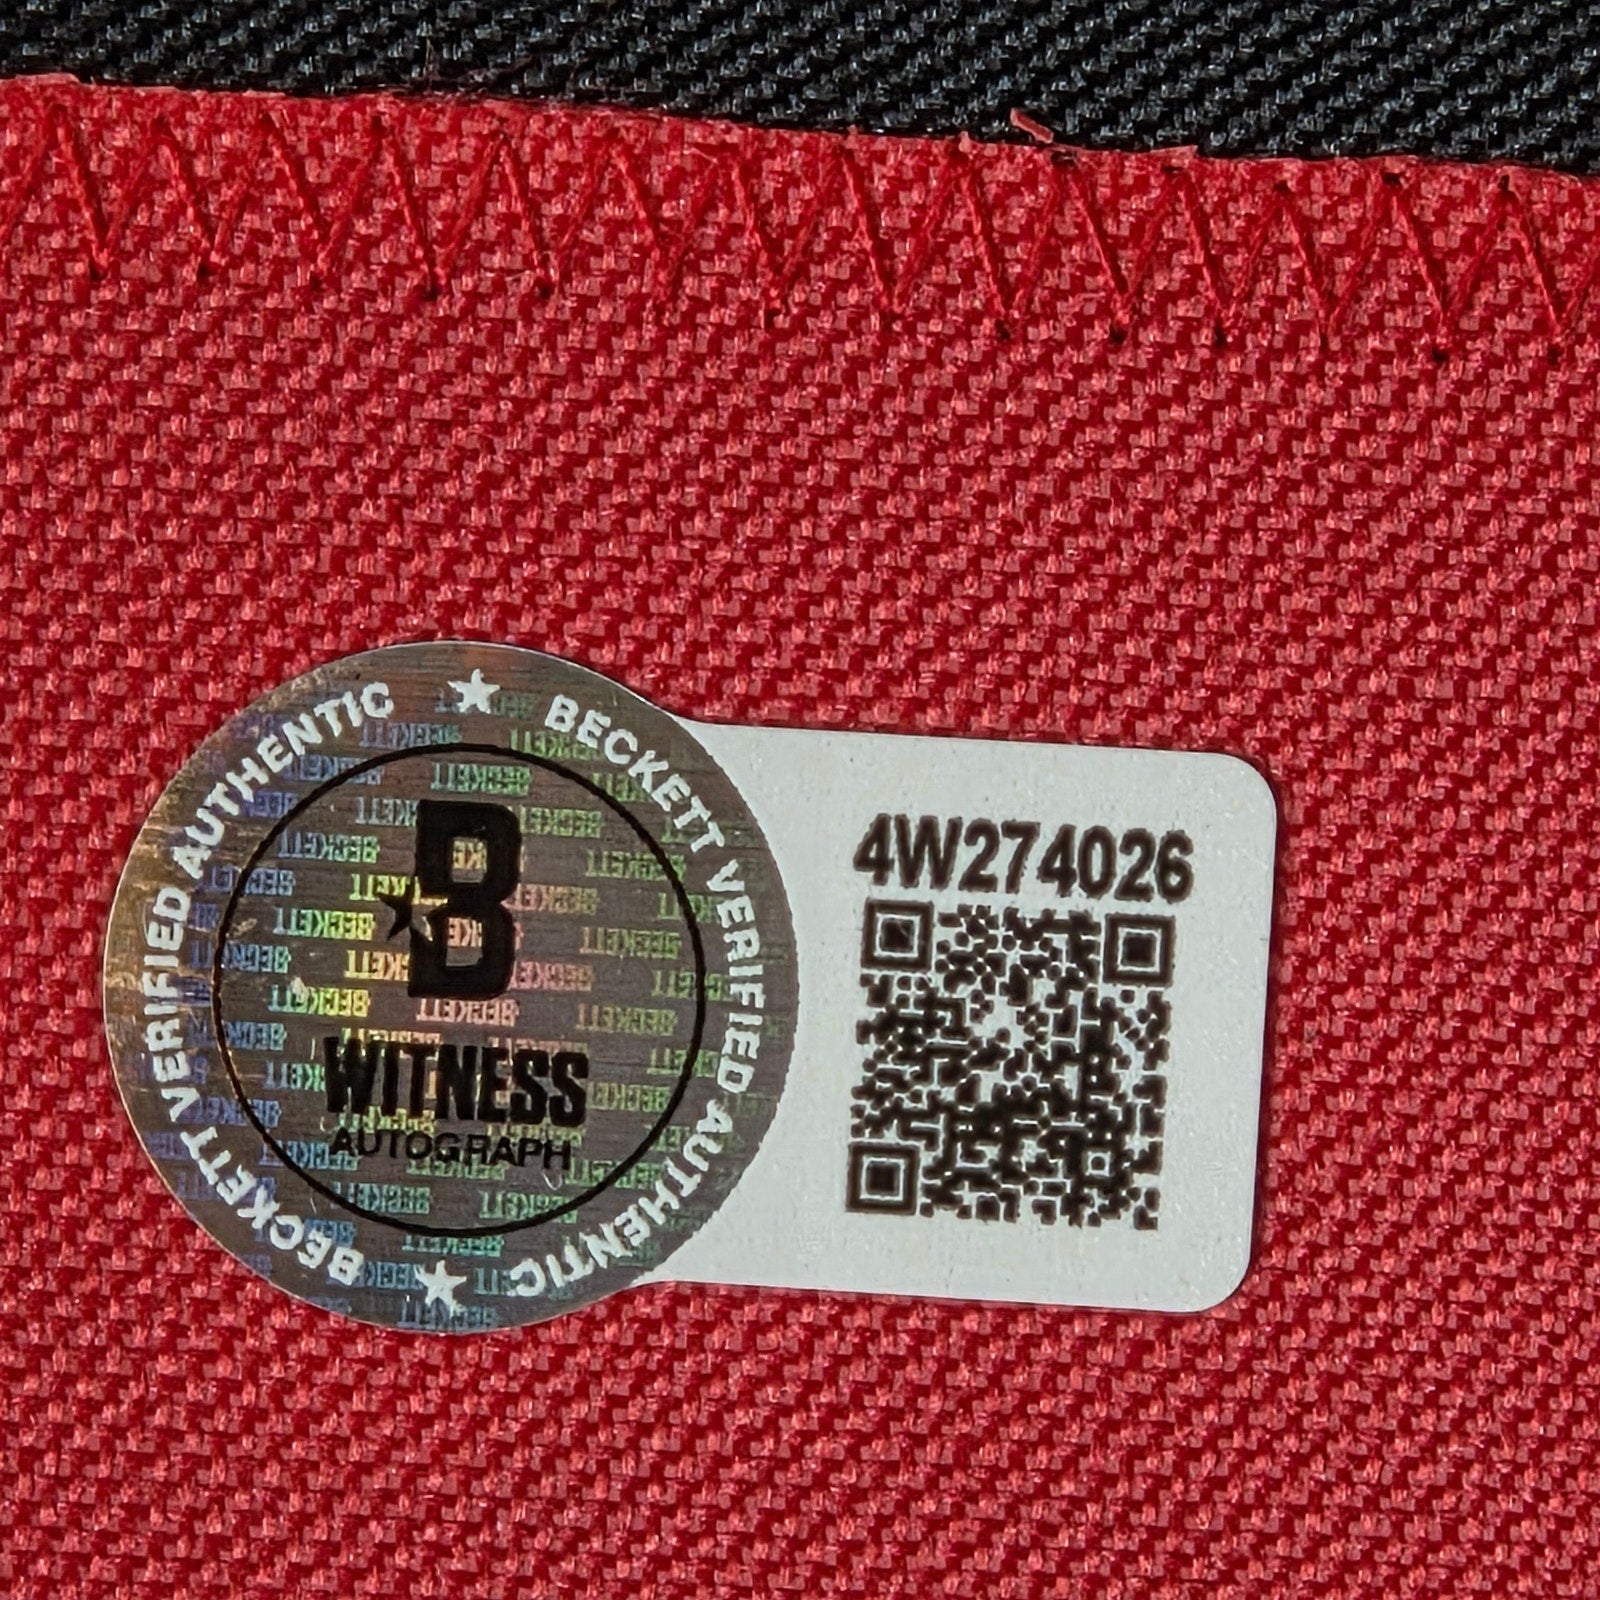 BECKETT VERIFIED AUTHENTIC ★ BECKETT VERIFIED AUTHENTIC ★
B
WITNESS
AUTOGRAPH
4W274026